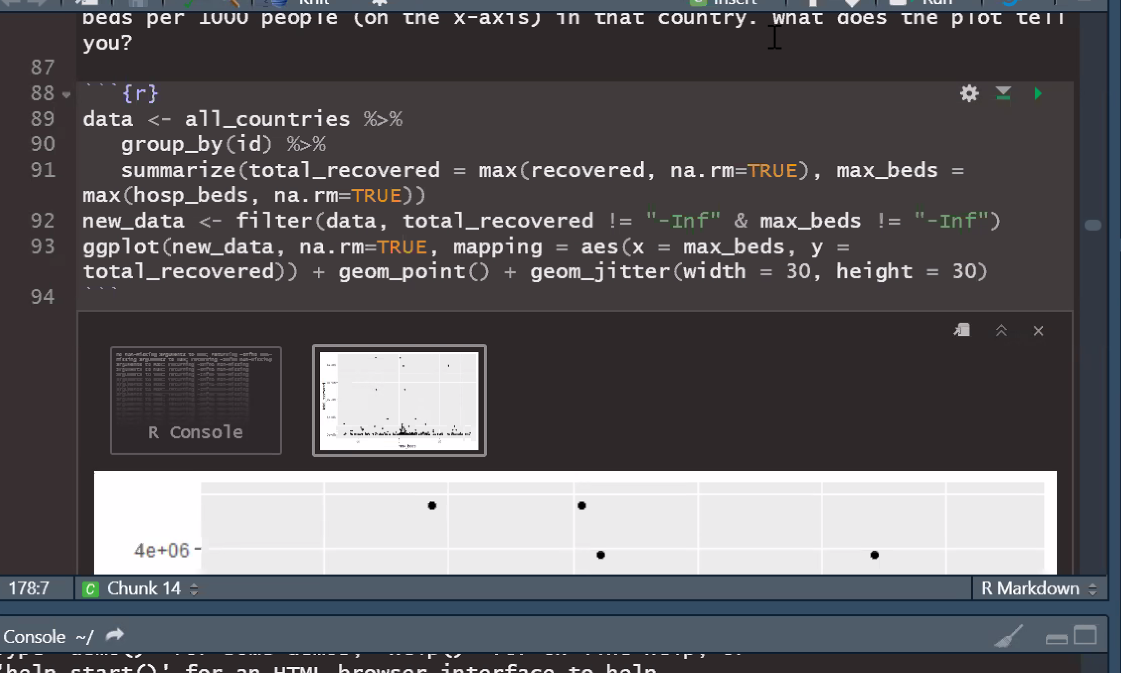 Knit
Insert
Run
beds per 1000 people (on the x-axis) in that country. What does the plot tell
you?
87
88 ```{r}
89 data <- all_countries %>%
90 group_by(id) %>%
91 summarize(total_recovered = max(recovered, na.rm=TRUE), max_beds =
max(hosp_beds, na.rm=TRUE))
92 new_data <- filter(data, total_recovered != "-Inf" & max_beds != "-Inf")
93 ggplot(new_data, na.rm=TRUE, mapping = aes(x = max_beds, y =
total_recovered)) + geom_point() + geom_jitter(width = 30, height = 30)
94 ```
R Console
4e+06
178:7 C Chunk 14 R Markdown
Console ~/
'help.start()' for an HTML browser interface to help.